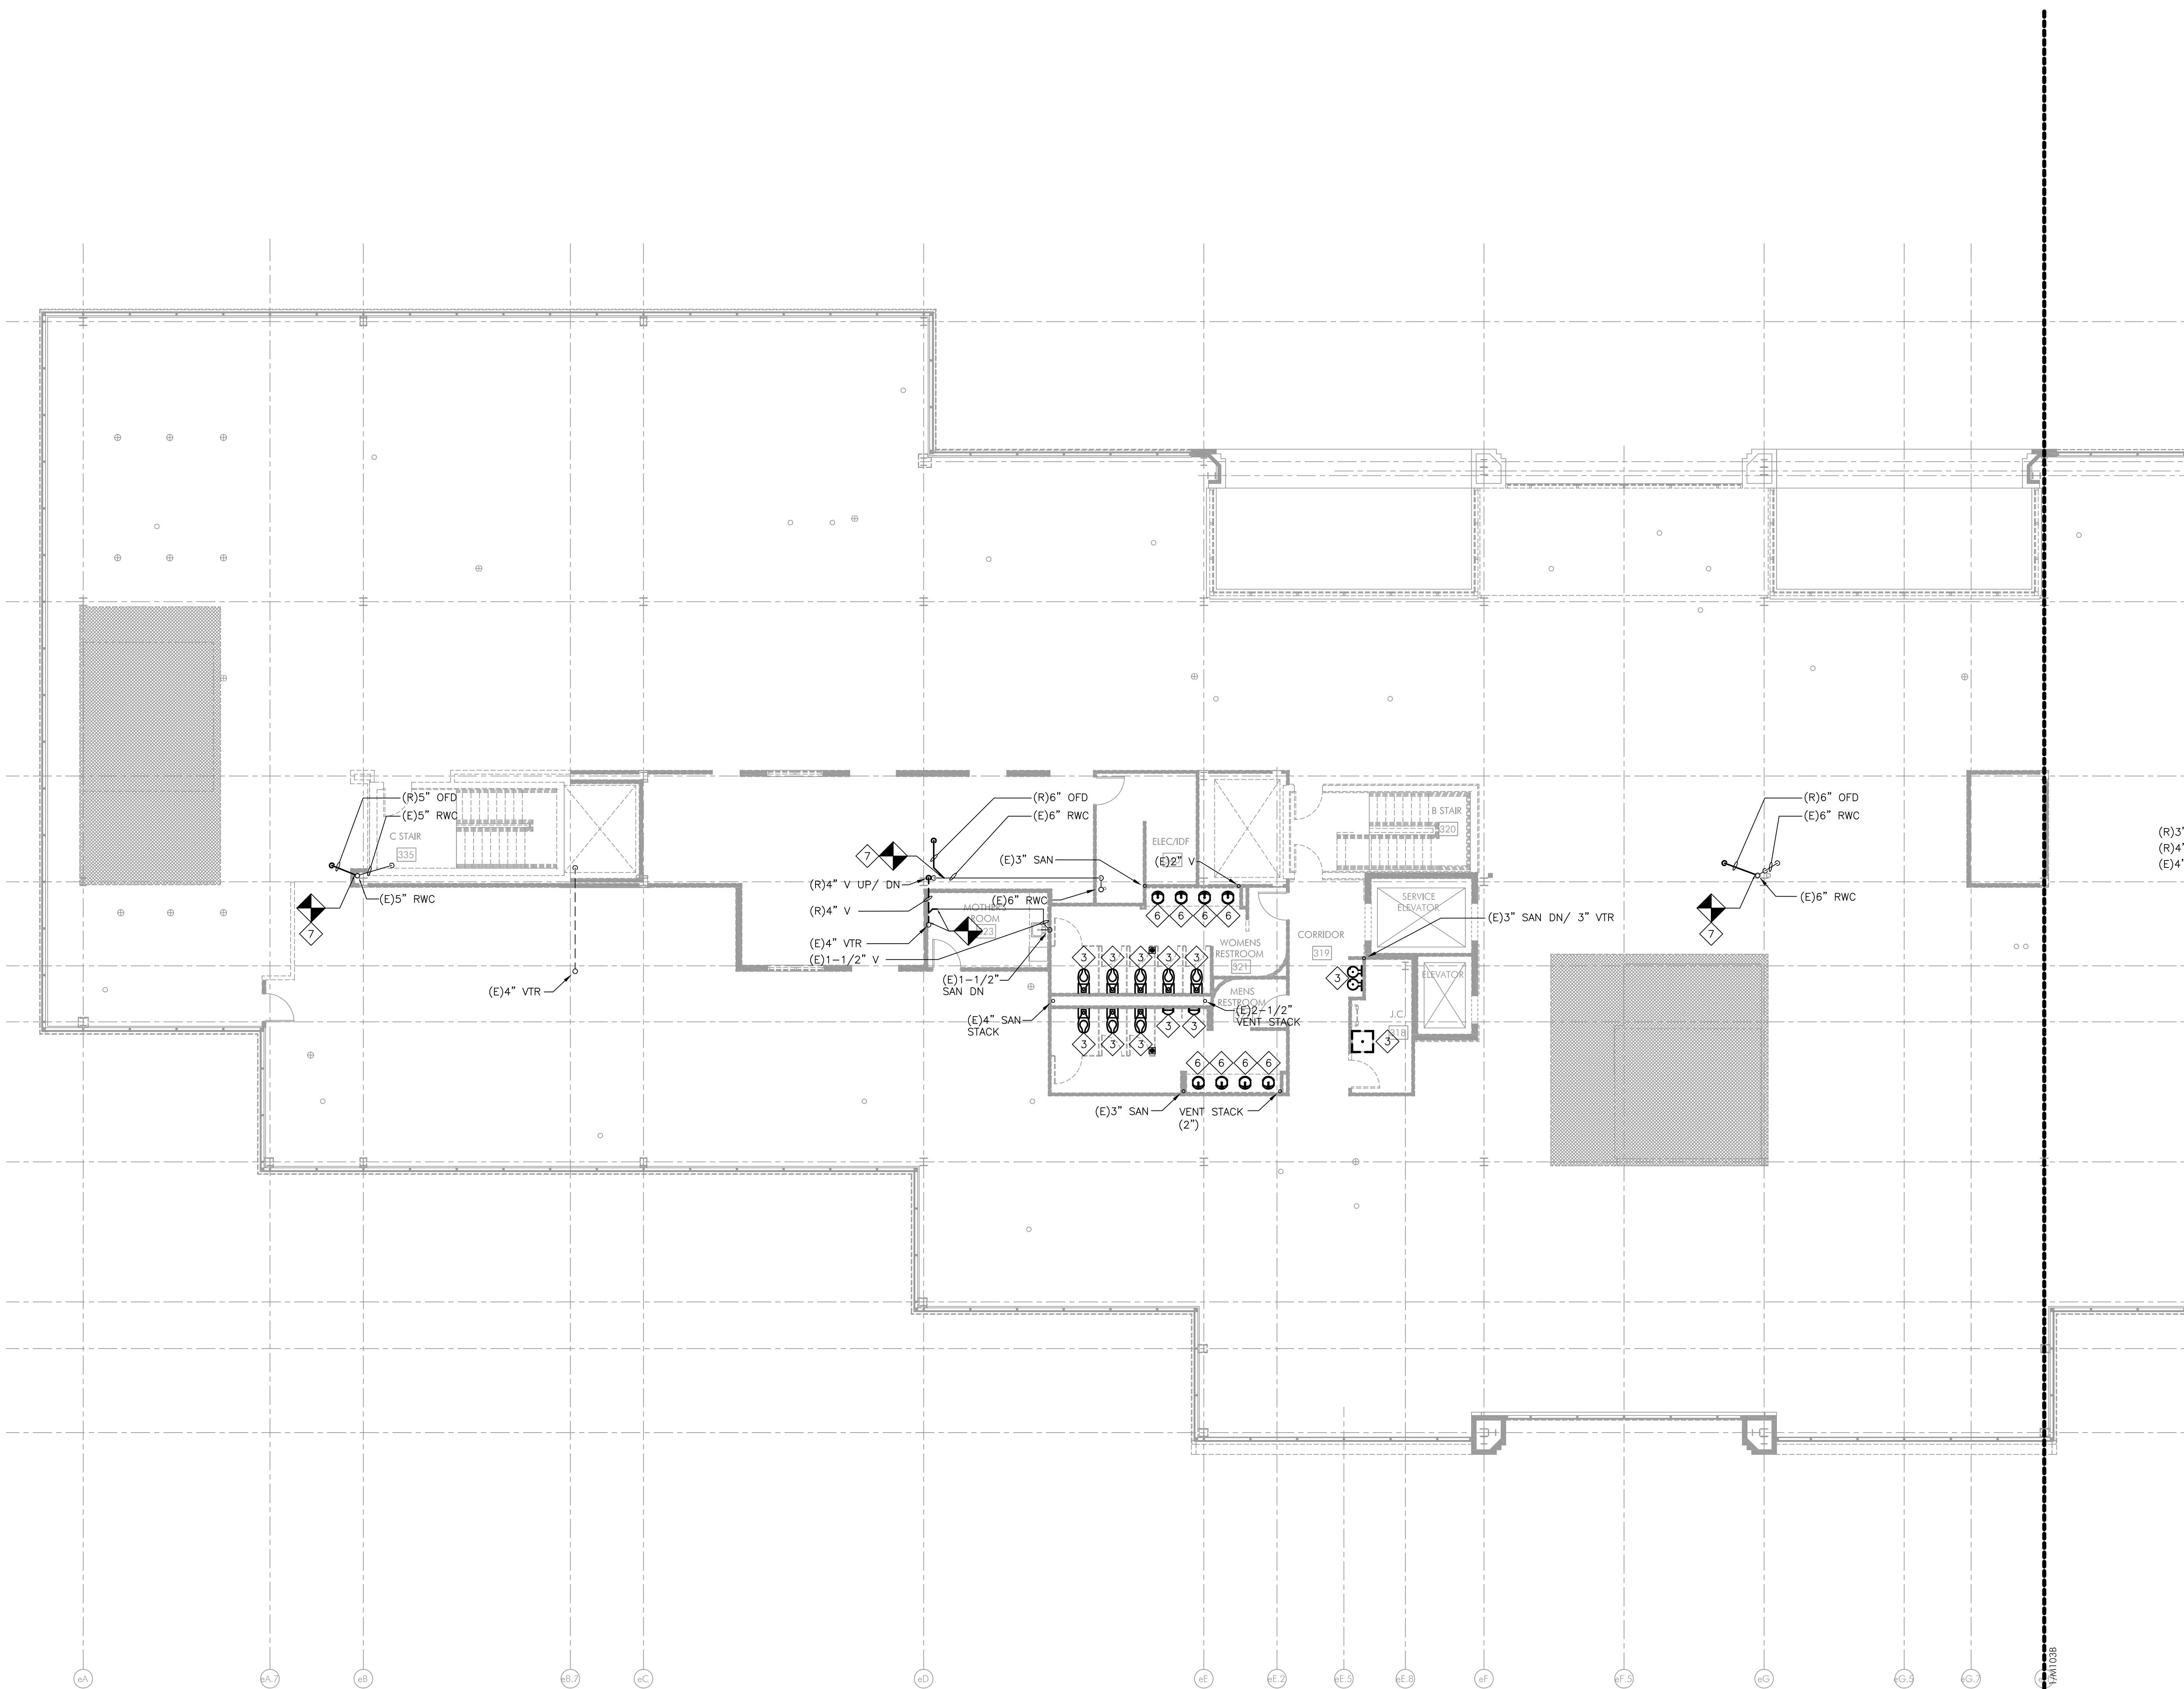 (R)5" OFD
(E)5" RWC
C STAIR
335
7
(E)5" RWC
(E)4" VTR
(R)6" OFD
(E)6" RWC
7
(R)4" V UP/ DN
(R)4" V
(E)4" VTR
(E)1-1/2" V
(E)3" SAN
(E)2" V
ELEC/IDF
(E)6" RWC
MOTHERS
ROOM
(E)1-1/2"
SAN DN
(E)4" SAN
STACK
6 6 6 6
WOMENS
RESTROOM
321
3 3 3 3 3
MENS
RESTROOM
(E)2-1/2"
VENT STACK
3 3
3 3 3
6 6 6 6
(E)3" SAN
VENT STACK
(2")
CORRIDOR
319
B STAIR
320
SERVICE
ELEVATOR
(E)3" SAN DN/ 3" VTR
3
ELEVATOR
J.C.
318
3
(R)6" OFD
(E)6" RWC
(E)6" RWC
7
(R)3"
(R)4"
(E)4"
1/M103B
eA
eA.7
eB
eB.7
eC
eD
eE
eE.2
eE.5
eE.8
eF
eF.5
eG
eG.5
eG.7